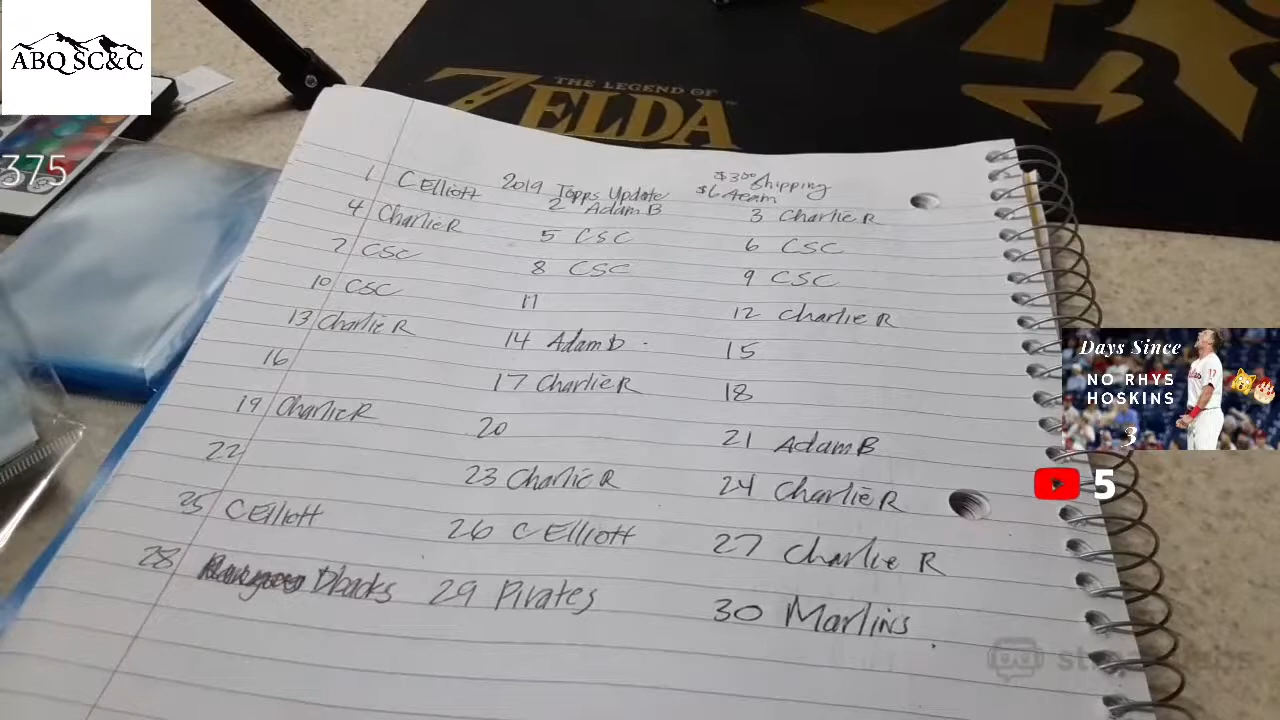 ABQ SC&C
375
THE LEGEND OF
ZELDA
2019 Topps Update $3.00 Shipping
$6 A team
1 C Elliott 2 Adam B 3 Charlie R
4 Charlie R 5 CSC 6 CSC
7 CSC 8 CSC 9 CSC
10 CSC 11 12 Charlie R
13 Charlie R 14 Adam B 15
16 17 Charlie R 18
19 Charlie R 20 21 Adam B
22 23 Charlie R 24 Charlie R
25 C Elliott 26 C Elliott 27 Charlie R
28 Dbacks 29 Pirates 30 Marlins
Days Since
NO RHYS
HOSKINS
3
5
streamlabs